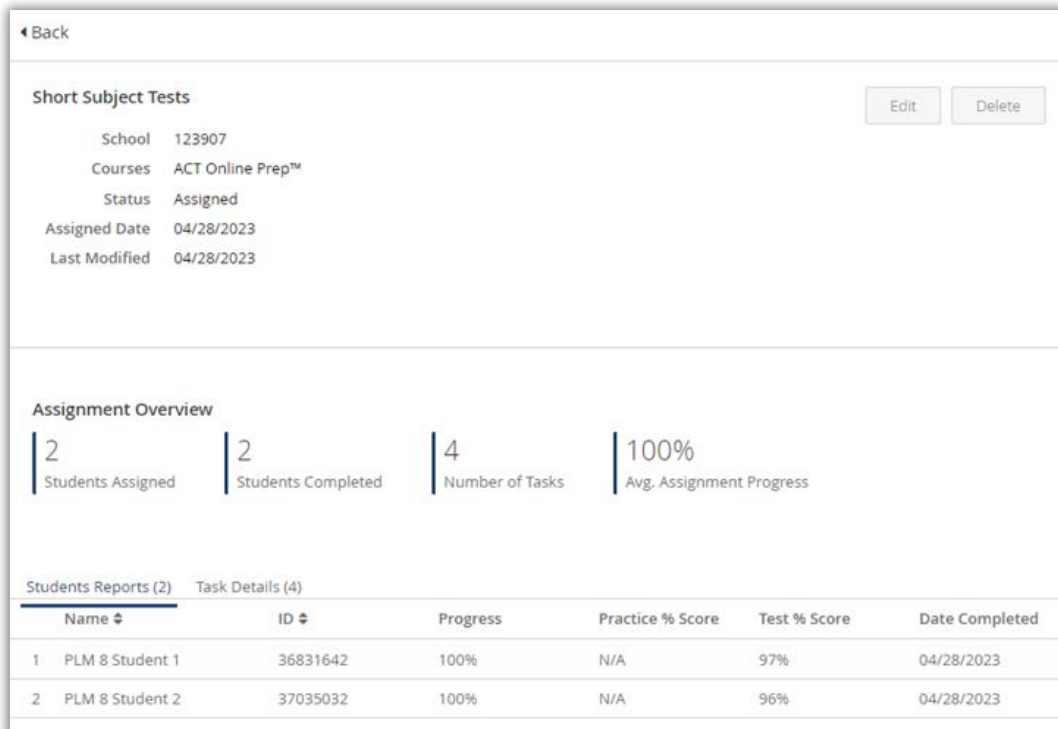 Back
Short Subject Tests
Edit Delete
School 123907
Courses ACT Online Prep™
Status Assigned
Assigned Date 04/28/2023
Last Modified 04/28/2023
Assignment Overview
2 2 4 100%
Students Assigned Students Completed Number of Tasks Avg. Assignment Progress
Students Reports (2) Task Details (4)
Name ID Progress Practice % Score Test % Score Date Completed
1 PLM 8 Student 1 36831642 100% N/A 97% 04/28/2023
2 PLM 8 Student 2 37035032 100% N/A 96% 04/28/2023